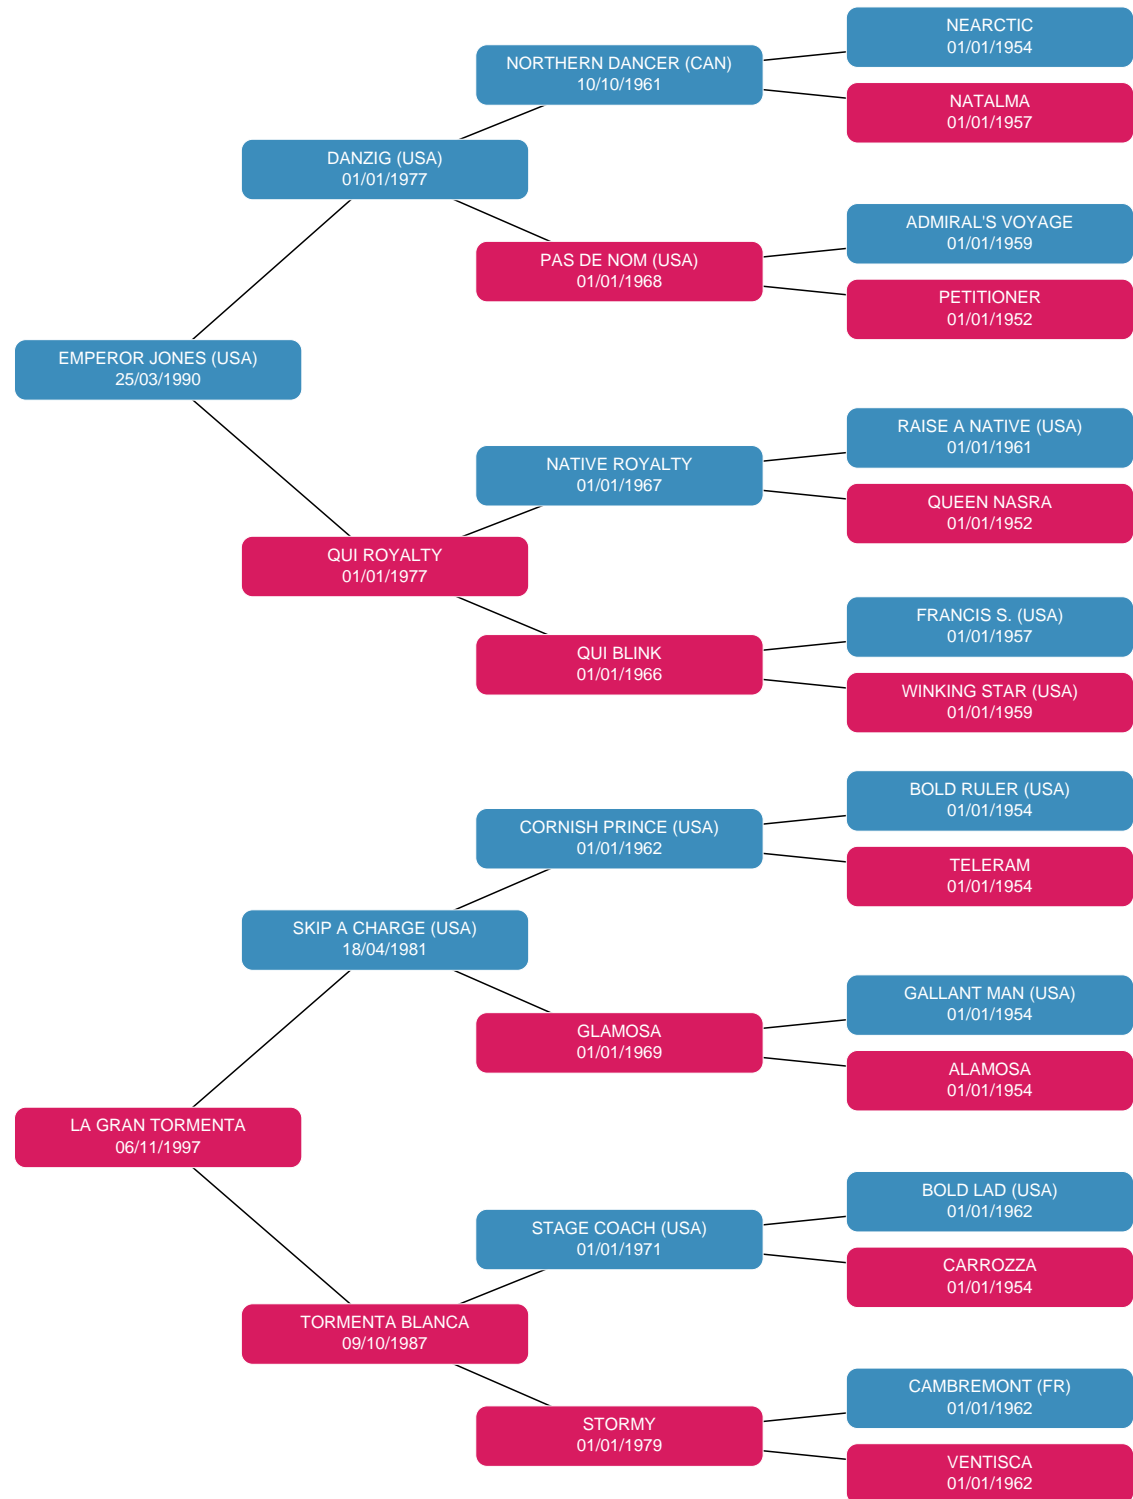 NEARCTIC
01/01/1954
NORTHERN DANCER (CAN)
10/10/1961
NATALMA
01/01/1957
DANZIG (USA)
01/01/1977
ADMIRAL'S VOYAGE
01/01/1959
PAS DE NOM (USA)
01/01/1968
PETITIONER
01/01/1952
EMPEROR JONES (USA)
25/03/1990
RAISE A NATIVE (USA)
01/01/1961
NATIVE ROYALTY
01/01/1967
QUEEN NASRA
01/01/1952
QUI ROYALTY
01/01/1977
FRANCIS S. (USA)
01/01/1957
QUI BLINK
01/01/1966
WINKING STAR (USA)
01/01/1959
BOLD RULER (USA)
01/01/1954
CORNISH PRINCE (USA)
01/01/1962
TELERAM
01/01/1954
SKIP A CHARGE (USA)
18/04/1981
GALLANT MAN (USA)
01/01/1954
GLAMOSA
01/01/1969
ALAMOSA
01/01/1954
LA GRAN TORMENTA
06/11/1997
BOLD LAD (USA)
01/01/1962
STAGE COACH (USA)
01/01/1971
CARROZZA
01/01/1954
TORMENTA BLANCA
09/10/1987
CAMBREMONT (FR)
01/01/1962
STORMY
01/01/1979
VENTISCA
01/01/1962